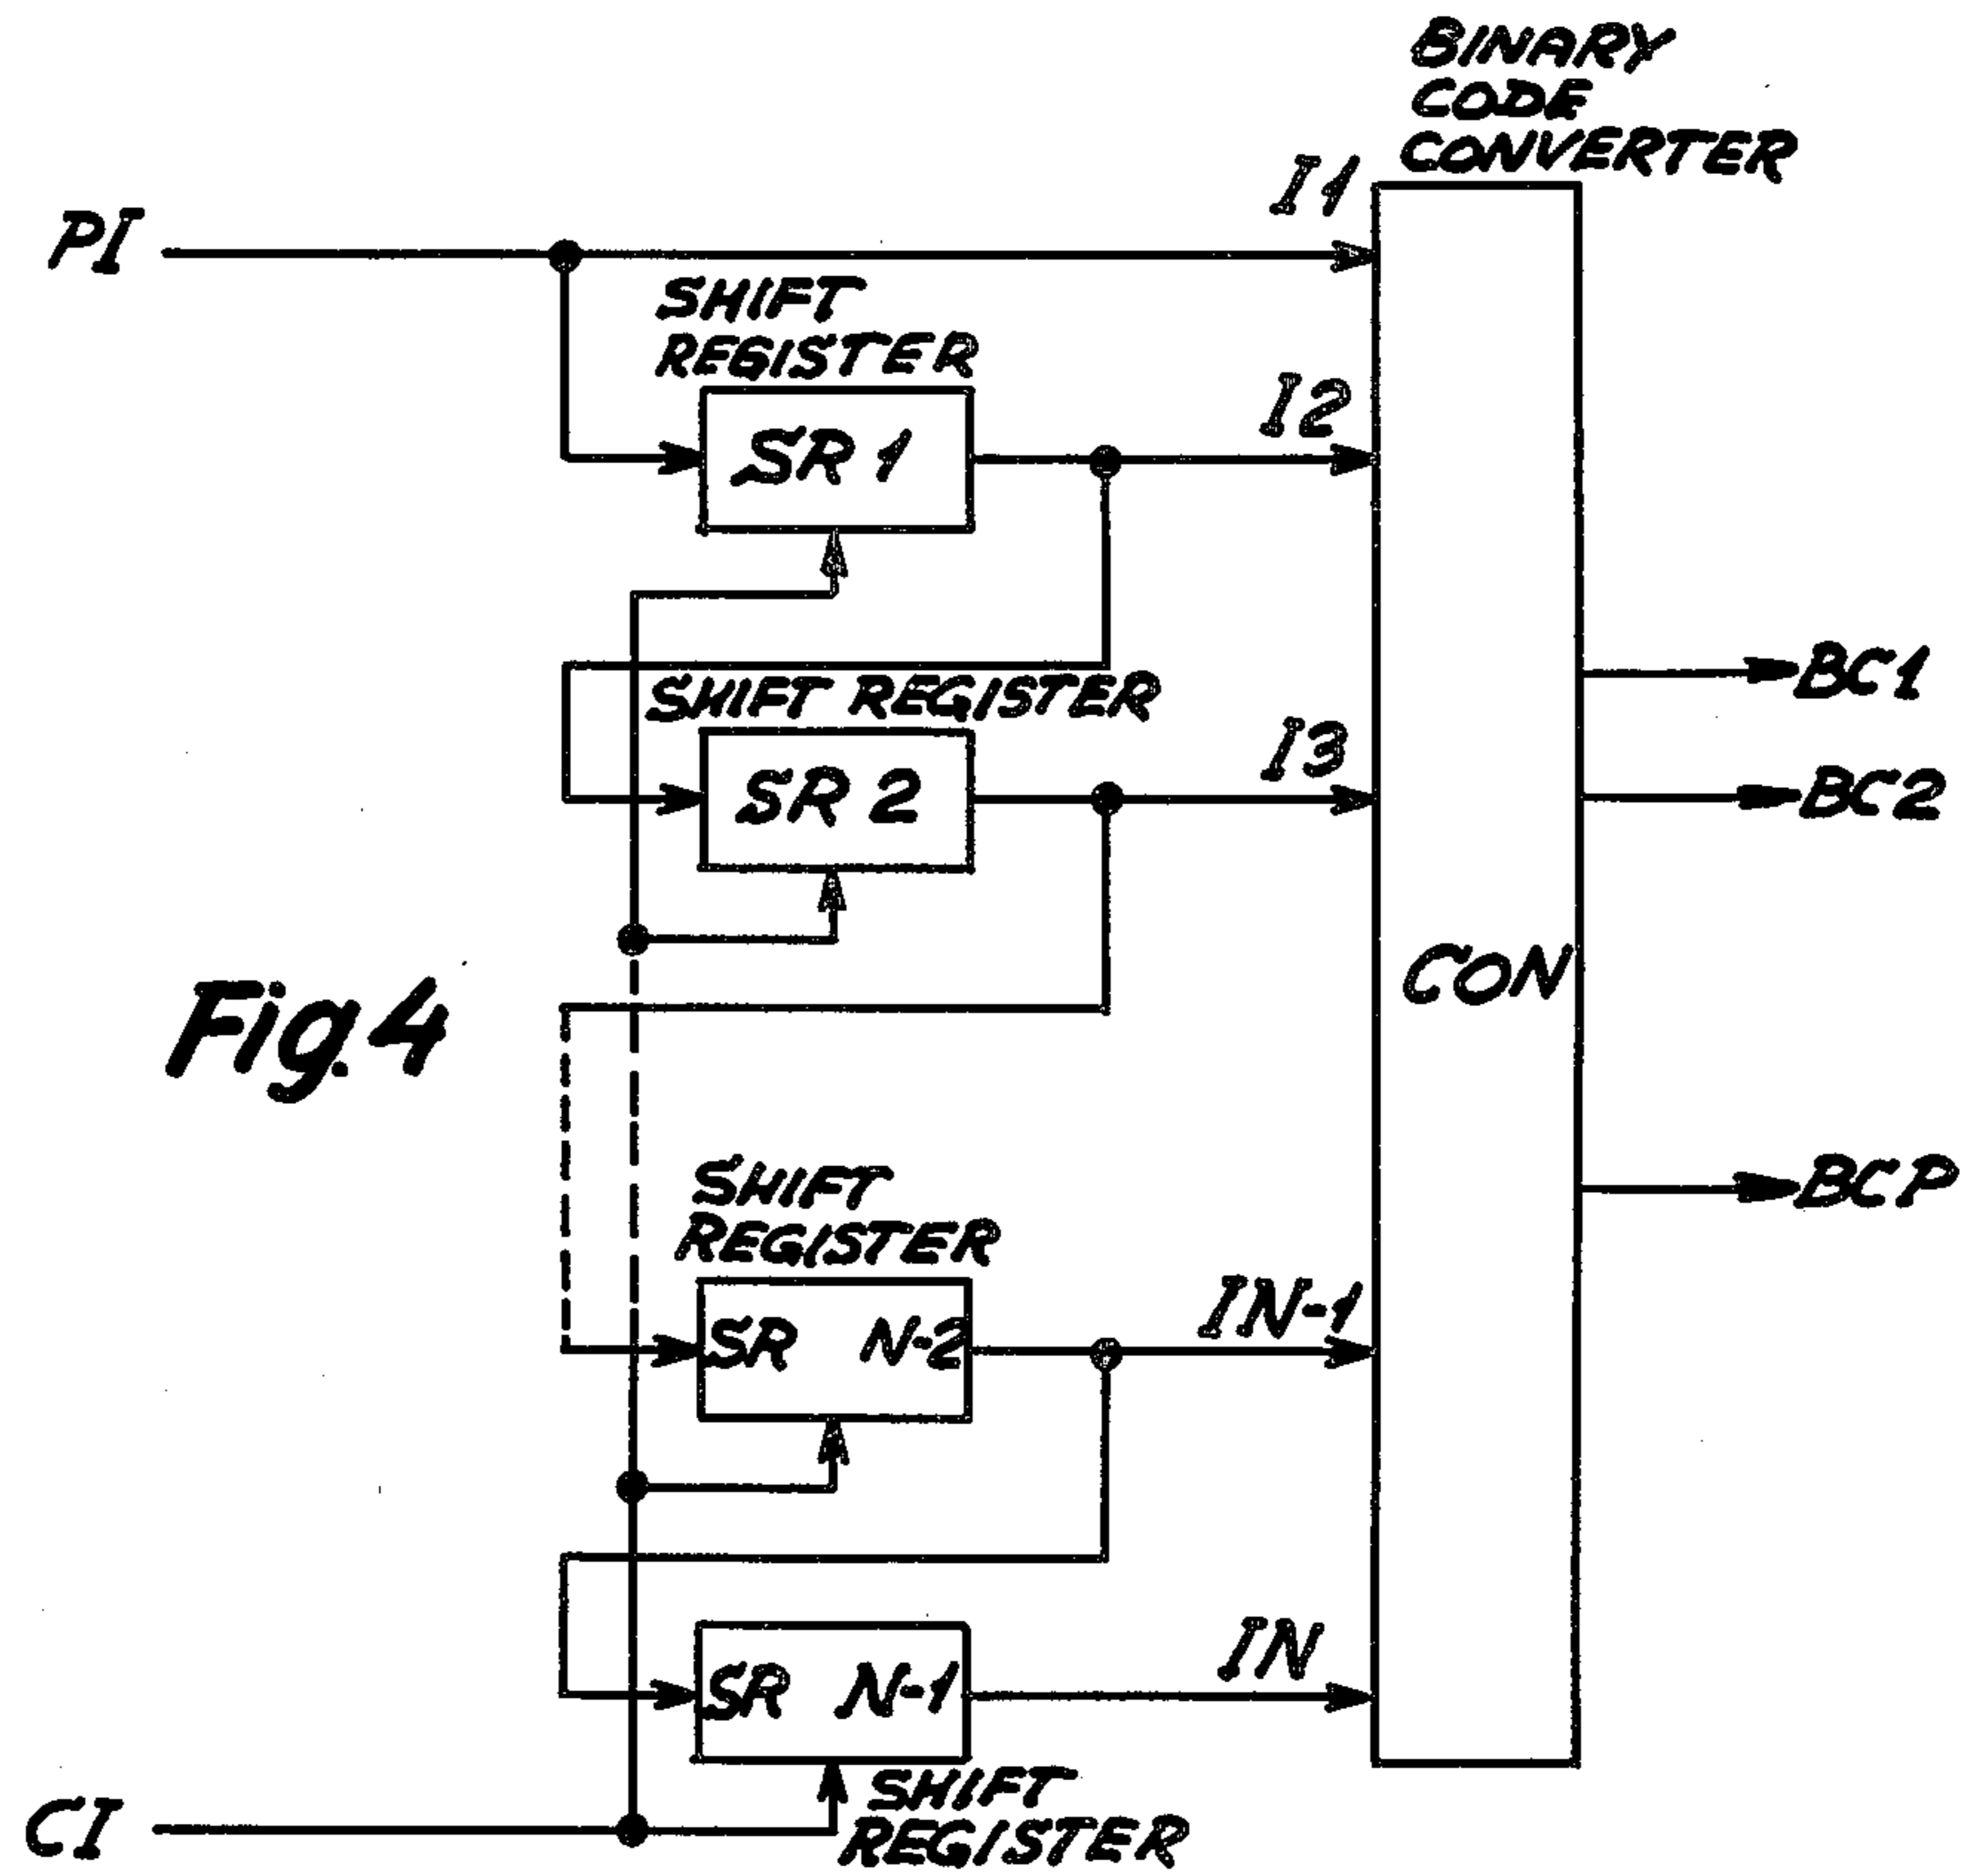 BINARY
CODE
CONVERTER
I1
PI
SHIFT
REGISTER
I2
SR 1
SHIFT REGISTER
I3
SR 2
BC1
BC2
CON
Fig. 4
SHIFT
REGISTER
BCP
IN-1
SR N-2
IN
SR N-1
SHIFT
REGISTER
CI